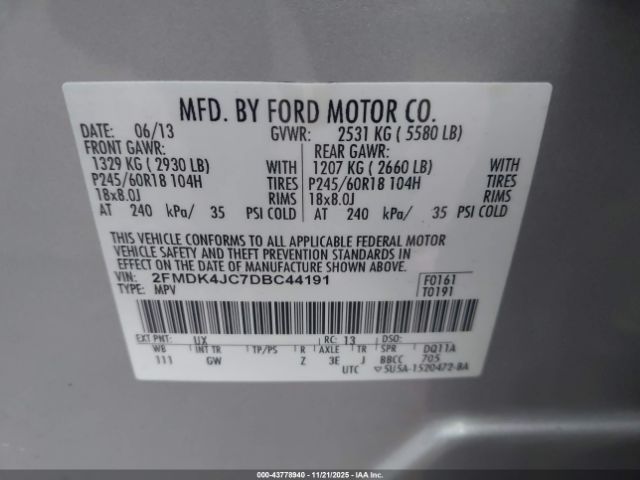 MFD. BY FORD MOTOR CO.
DATE: 06/13 GVWR: 2531 KG ( 5580 LB)
FRONT GAWR: REAR GAWR:
1329 KG ( 2930 LB) WITH 1207 KG ( 2660 LB) WITH
P245/60R18 104H TIRES P245/60R18 104H TIRES
18x8.0J RIMS 18x8.0J RIMS
AT 240 kPa/ 35 PSI COLD AT 240 kPa/ 35 PSI COLD
THIS VEHICLE CONFORMS TO ALL APPLICABLE FEDERAL MOTOR
VEHICLE SAFETY AND THEFT PREVENTION STANDARDS IN
EFFECT ON THE DATE OF MANUFACTURE SHOWN ABOVE.
VIN: 2FMDK4JC7DBC44191 F0161
TYPE: MPV T0191
EXT PNT: UX RC: 13 DSO:
WB INT TR TP/PS R AXLE TR SPR DQ11A
111 GW Z 3E J BBCC 705
UTC ▽5U5A-1520472-BA
000-43778940 - 11/21/2025 - IAA Inc.